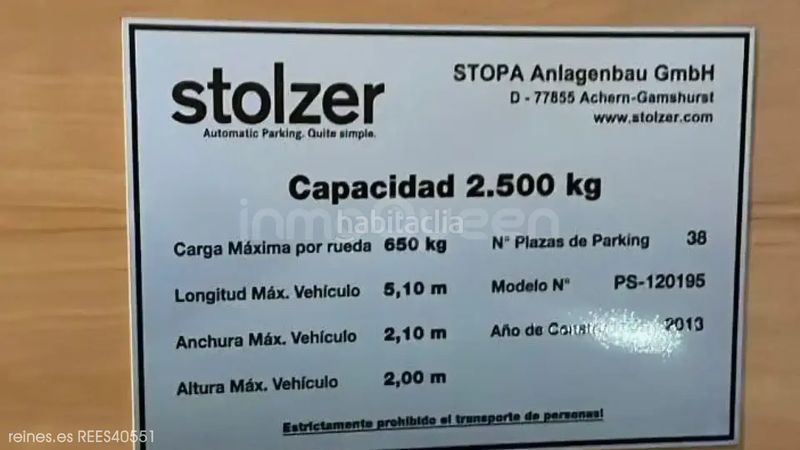 stolzer
Automatic Parking. Quite simple.
STOPA Anlagenbau GmbH
D - 77855 Achern-Gamshurst
www.stolzer.com
Capacidad 2.500 kg
habitaclia
Carga Máxima por rueda 650 kg
Longitud Máx. Vehículo 5,10 m
Anchura Máx. Vehículo 2,10 m
Altura Máx. Vehículo 2,00 m
N° Plazas de Parking 38
Modelo N° PS-120195
Año de 2013
Estrictamente prohibido el transporte de personas!
reines.es REES40551